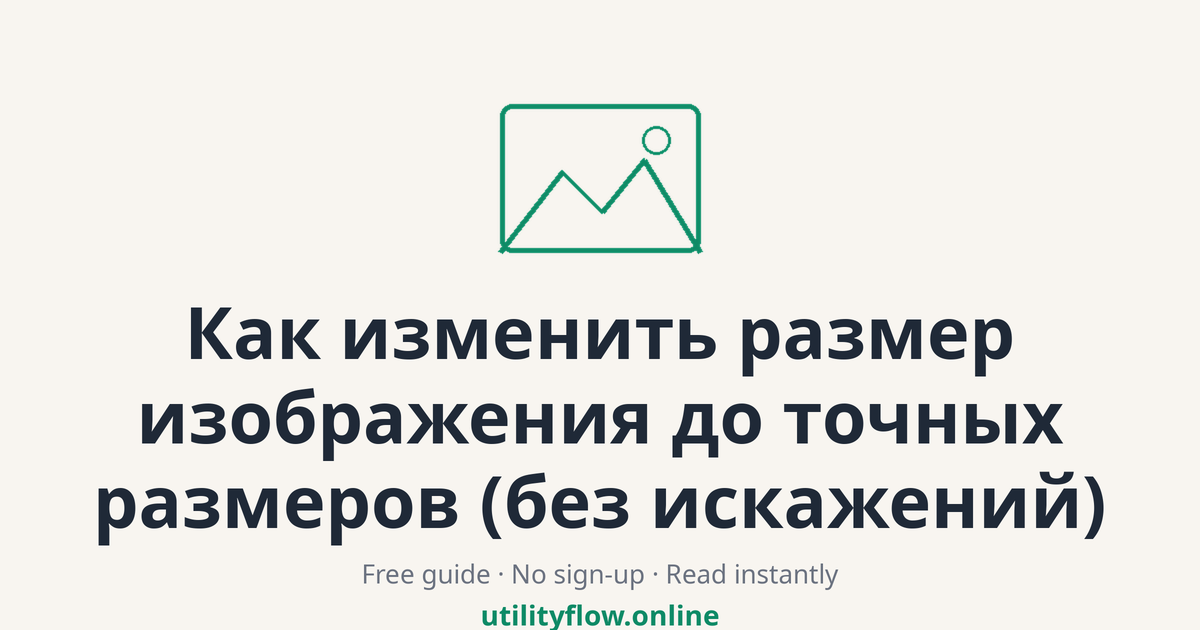 Как изменить размер
изображения до точных
размеров (без искажений)
Free guide · No sign-up · Read instantly
utilityflow.online